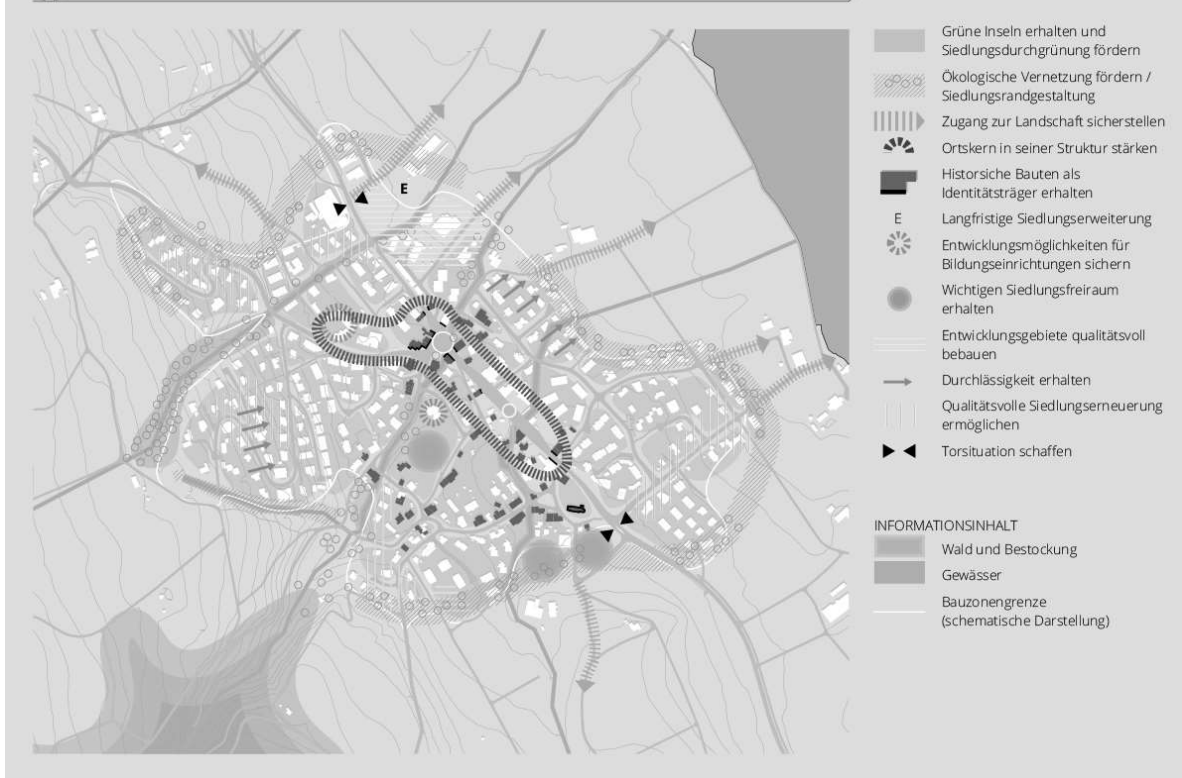 Grüne Inseln erhalten und
Siedlungsdurchgrünung fördern
Ökologische Vernetzung fördern /
Siedlungsrandgestaltung
Zugang zur Landschaft sicherstellen
Ortskern in seiner Struktur stärken
Historsiche Bauten als
Identitätsträger erhalten
E Langfristige Siedlungserweiterung
Entwicklungsmöglichkeiten für
Bildungseinrichtungen sichern
Wichtigen Siedlungsfreiraum
erhalten
Entwicklungsgebiete qualitätsvoll
bebauen
Durchlässigkeit erhalten
Qualitätsvolle Siedlungserneuerung
ermöglichen
Torsituation schaffen
INFORMATIONSINHALT
Wald und Bestockung
Gewässer
Bauzonengrenze
(schematische Darstellung)
E